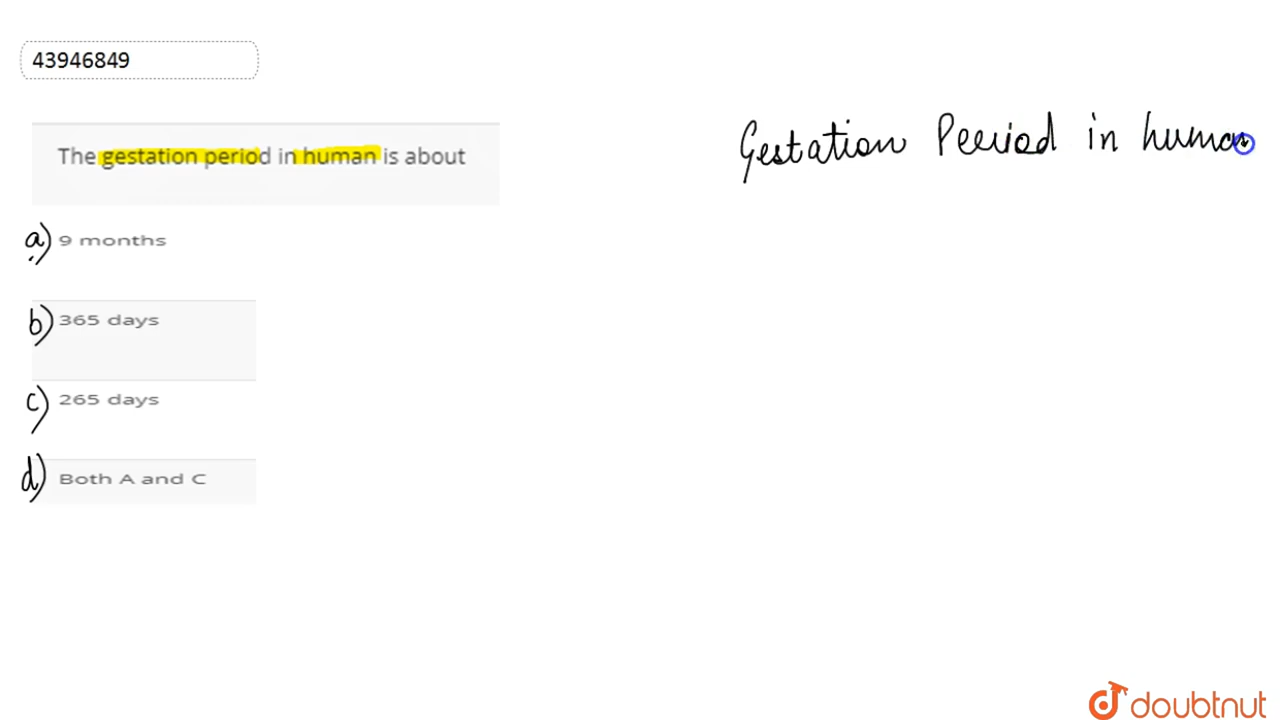 43946849
The gestation period in human is about
Gestation Period in human
a) 9 months
b) 365 days
c) 265 days
d) Both A and C
doubtnut